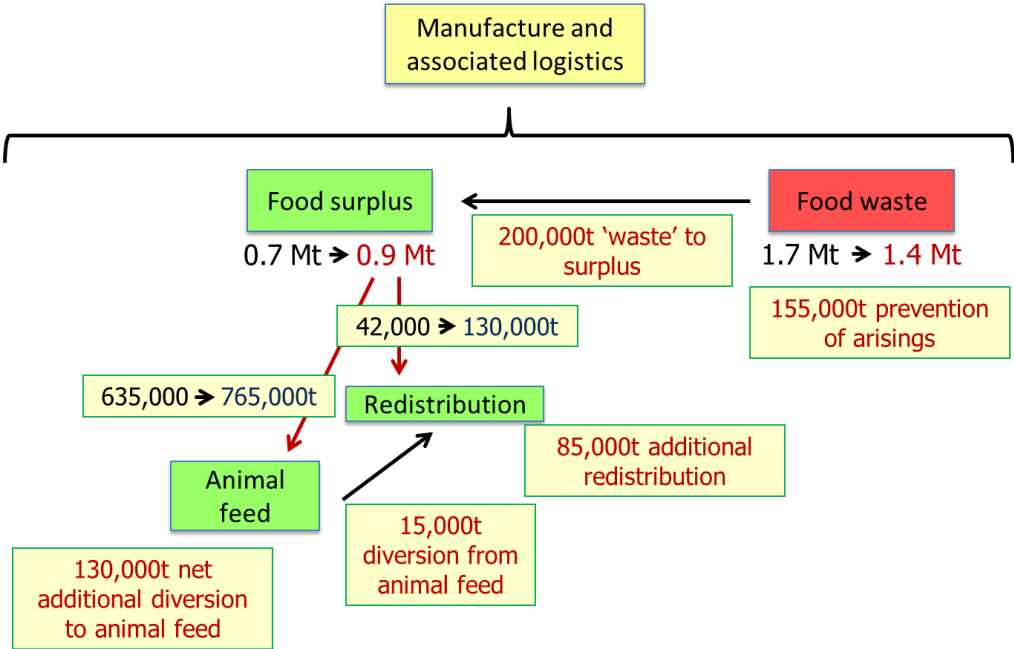 Manufacture and
associated logistics
Food surplus
Food waste
0.7 Mt → 0.9 Mt
200,000t ‘waste’ to
surplus
1.7 Mt → 1.4 Mt
155,000t prevention
of arisings
42,000 → 130,000t
635,000 → 765,000t
Redistribution
85,000t additional
redistribution
Animal
feed
15,000t
diversion from
animal feed
130,000t net
additional diversion
to animal feed